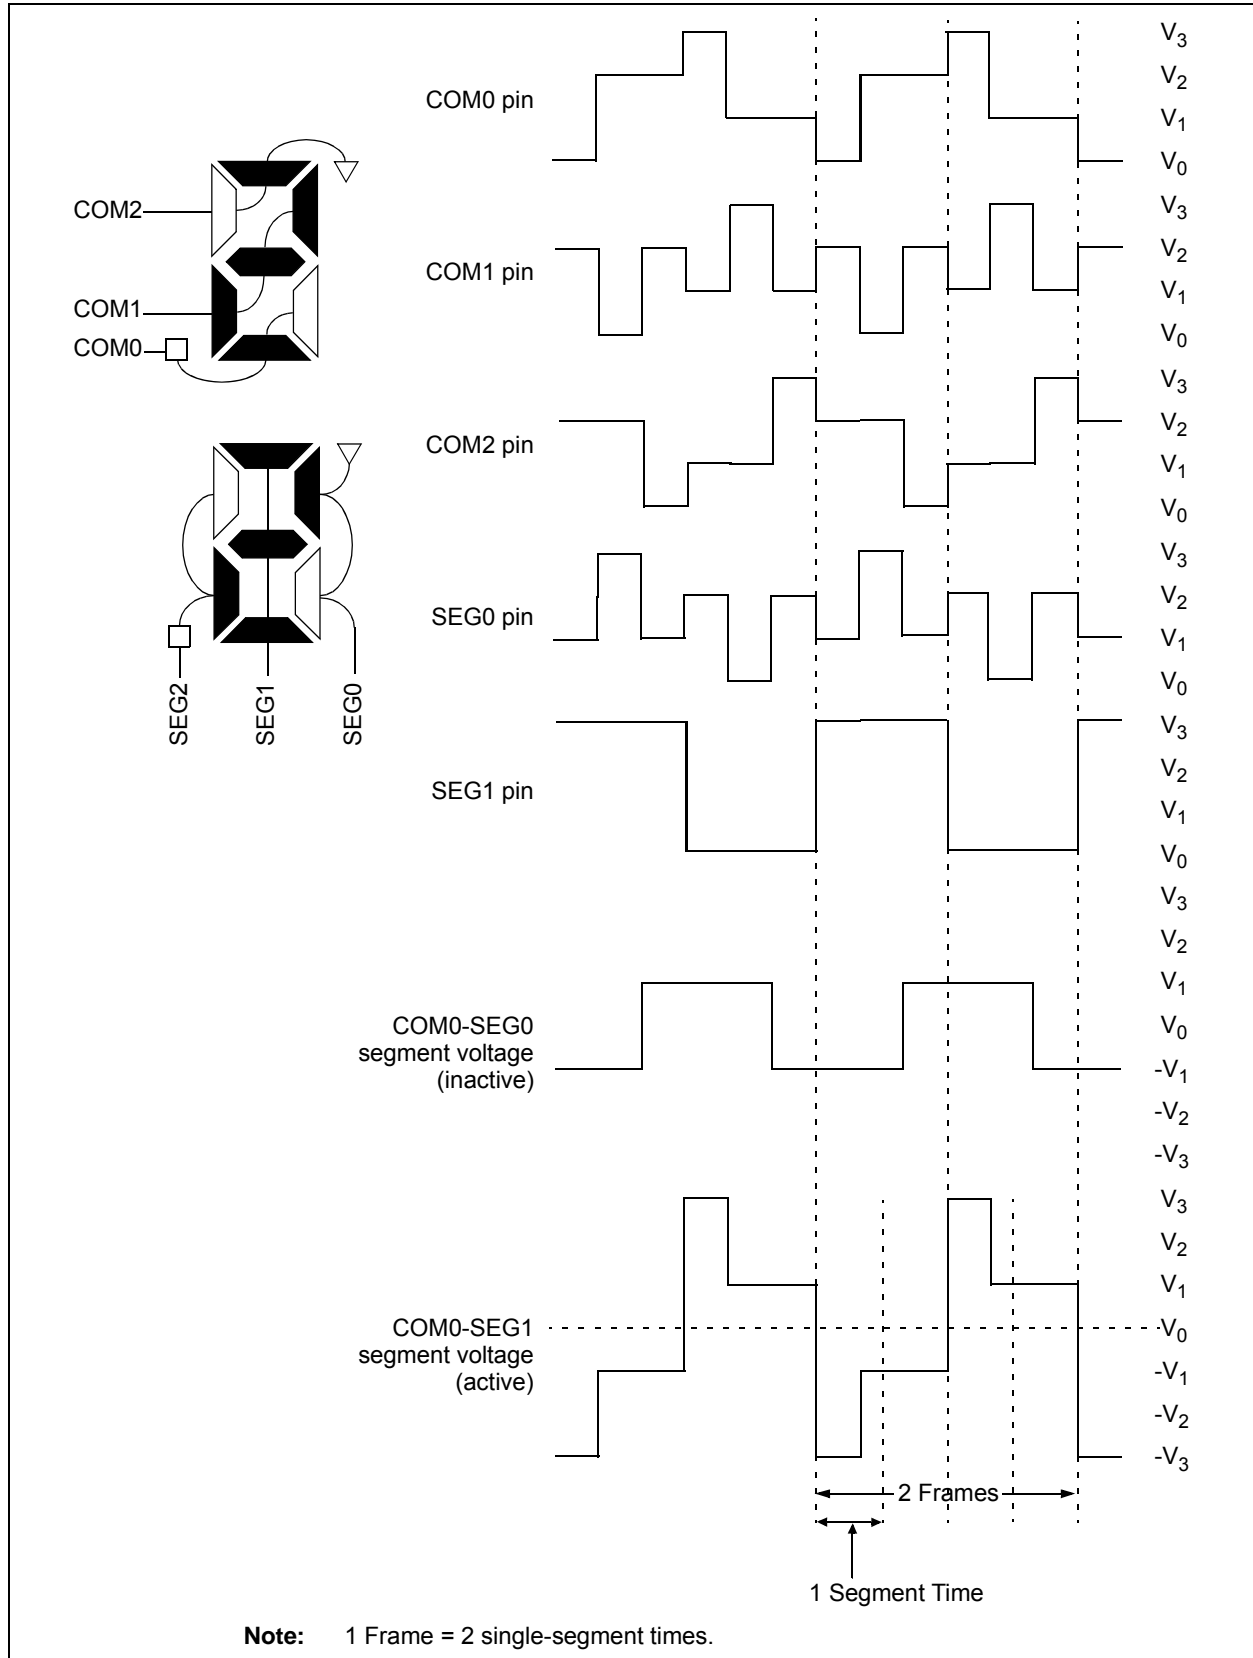 COM0 pin
V3
V2
V1
V0
COM2
COM1
COM0
COM1 pin
V3
V2
V1
V0
COM2 pin
V3
V2
V1
V0
SEG2
SEG1
SEG0
SEG0 pin
V3
V2
V1
V0
SEG1 pin
V3
V2
V1
V0
COM0-SEG0
segment voltage
(inactive)
V3
V2
V1
V0
-V1
-V2
-V3
COM0-SEG1
segment voltage
(active)
V3
V2
V1
V0
-V1
-V2
-V3
2 Frames
1 Segment Time
Note: 1 Frame = 2 single-segment times.